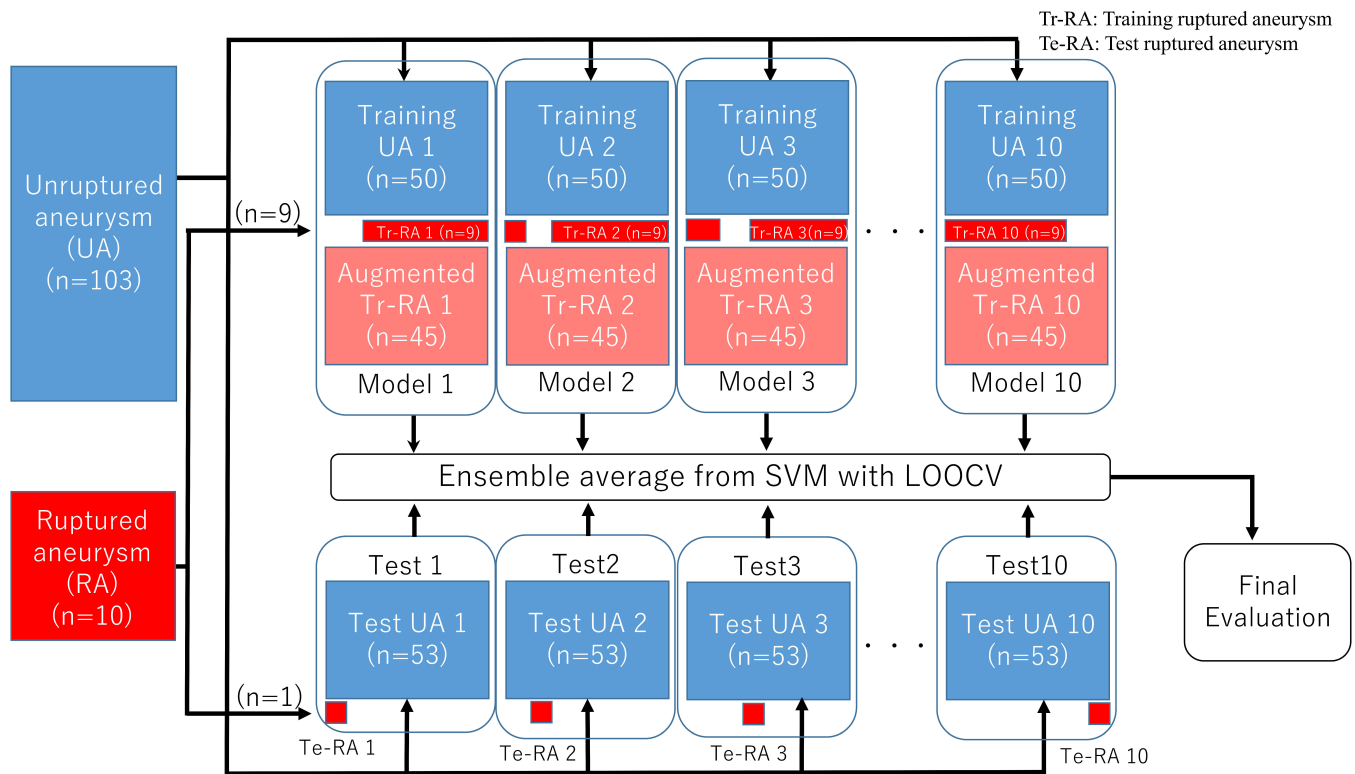 Tr-RA: Training ruptured aneurysm
Te-RA: Test ruptured aneurysm
Unruptured
aneurysm
(UA)
(n=103)
Ruptured
aneurysm
(RA)
(n=10)
(n=9)
(n=1)
Training
UA 1
(n=50)
Tr-RA 1 (n=9)
Augmented
Tr-RA 1
(n=45)
Model 1
Training
UA 2
(n=50)
Tr-RA 2 (n=9)
Augmented
Tr-RA 2
(n=45)
Model 2
Training
UA 3
(n=50)
Tr-RA 3(n=9)
Augmented
Tr-RA 3
(n=45)
Model 3
· · ·
Training
UA 10
(n=50)
Tr-RA 10 (n=9)
Augmented
Tr-RA 10
(n=45)
Model 10
Ensemble average from SVM with LOOCV
Test 1
Test UA 1
(n=53)
Te-RA 1
Test2
Test UA 2
(n=53)
Te-RA 2
Test3
Test UA 3
(n=53)
Te-RA 3
· · ·
Test10
Test UA 10
(n=53)
Te-RA 10
Final
Evaluation